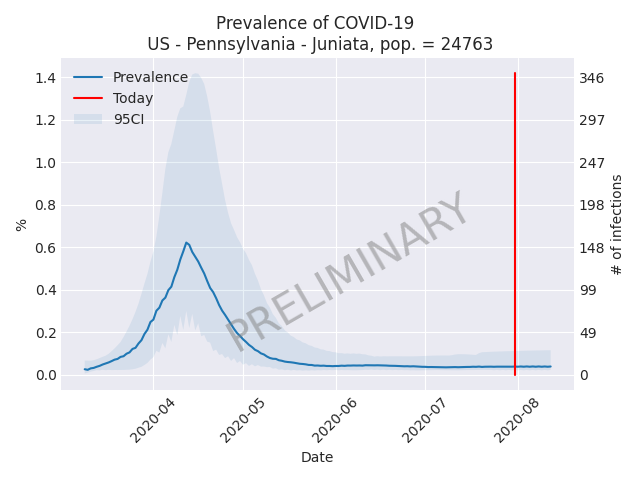 Prevalence of COVID-19
US - Pennsylvania - Juniata, pop. = 24763
Prevalence
Today
95CI
1.4
1.2
1.0
0.8
0.6
0.4
0.2
0.0
%
346
297
247
198
148
99
49
0
# of infections
PRELIMINARY
2020-04
2020-05
2020-06
2020-07
2020-08
Date